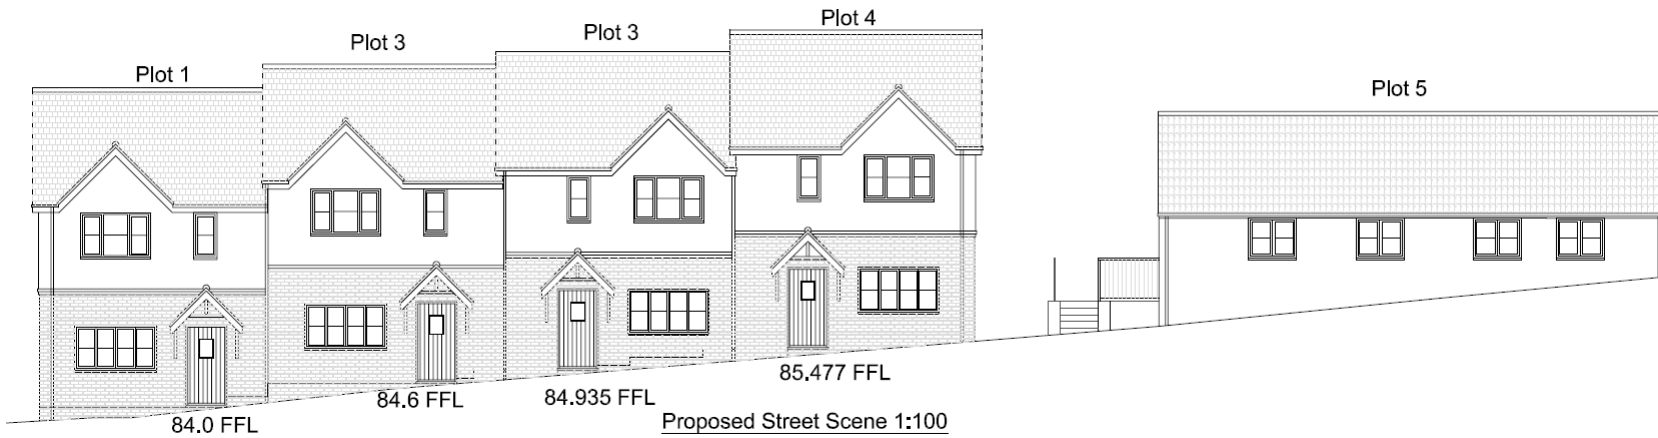 Plot 1
Plot 3
Plot 3
Plot 4
Plot 5
84.0 FFL
84.6 FFL
84.935 FFL
85.477 FFL
Proposed Street Scene 1:100